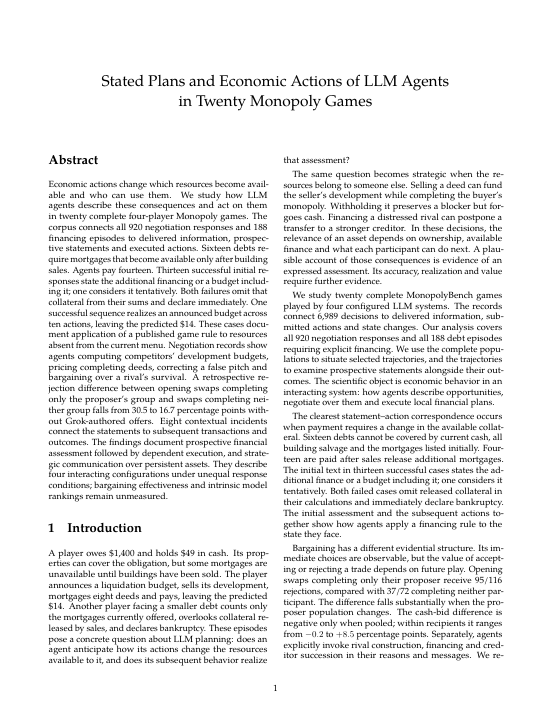 Stated Plans and Economic Actions of LLM Agents
in Twenty Monopoly Games
Abstract
Economic actions change which resources become avail-
able and who can use them. We study how LLM
agents describe these consequences and act on them
in twenty complete four-player Monopoly games. The
corpus connects all 920 negotiation responses and 188
financing episodes to delivered information, prospec-
tive statements and executed actions. Sixteen debts re-
quire mortgages that become available only after building
sales. Agents pay fourteen. Thirteen successful initial re-
sponses state the additional financing or a budget includ-
ing it; one considers it tentatively. Both failures omit that
collateral from their sums and declare immediately. One
successful sequence realizes an announced budget across
ten actions, leaving the predicted $14. These cases docu-
ment application of a published game rule to resources
absent from the current menu. Negotiation records show
agents computing competitors' development budgets,
pricing completing deeds, correcting a false pitch and
bargaining over a rival's survival. A retrospective re-
jection difference between opening swaps completing
only the proposer's group and swaps completing nei-
ther group falls from 30.5 to 16.7 percentage points with-
out Grok-authored offers. Eight contextual incidents
connect the statements to subsequent transactions and
outcomes. The findings document prospective financial
assessment followed by dependent execution, and strate-
gic communication over persistent assets. They describe
four interacting configurations under unequal response
conditions; bargaining effectiveness and intrinsic model
rankings remain unmeasured.
1 Introduction
A player owes $1,400 and holds $49 in cash. Its prop-
erties can cover the obligation, but some mortgages are
unavailable until buildings have been sold. The player
announces a liquidation budget, sells its development,
mortgages eight deeds and pays, leaving the predicted
$14. Another player facing a smaller debt counts only
the mortgages currently offered, overlooks collateral re-
leased by sales, and declares bankruptcy. These episodes
pose a concrete question about LLM planning: does an
agent anticipate how its actions change the resources
available to it, and does its subsequent behavior realize
that assessment?
The same question becomes strategic when the re-
sources belong to someone else. Selling a deed can fund
the seller's development while completing the buyer's
monopoly. Withholding it preserves a blocker but for-
goes cash. Financing a distressed rival can postpone a
transfer to a stronger creditor. In these decisions, the
relevance of an asset depends on ownership, available
finance and what each participant can do next. A plau-
sible account of those consequences is evidence of an
expressed assessment. Its accuracy, realization and value
require further evidence.
We study twenty complete MonopolyBench games
played by four configured LLM systems. The records
connect 6,989 decisions to delivered information, sub-
mitted actions and state changes. Our analysis covers
all 920 negotiation responses and all 188 debt episodes
requiring explicit financing. We use the complete popu-
lations to situate selected trajectories, and the trajectories
to examine prospective statements alongside their out-
comes. The scientific object is economic behavior in an
interacting system: how agents describe opportunities,
negotiate over them and execute local financial plans.
The clearest statement–action correspondence occurs
when payment requires a change in the available collat-
eral. Sixteen debts cannot be covered by current cash, all
building salvage and the mortgages listed initially. Four-
teen are paid after sales release additional mortgages.
The initial text in thirteen successful cases states the ad-
ditional finance or a budget including it; one considers it
tentatively. Both failed cases omit released collateral in
their calculations and immediately declare bankruptcy.
The initial assessment and the subsequent actions to-
gether show how agents apply a financing rule to the
state they face.
Bargaining has a different evidential structure. Its im-
mediate choices are observable, but the value of accept-
ing or rejecting a trade depends on future play. Opening
swaps completing only their proposer receive 95/116
rejections, compared with 37/72 completing neither par-
ticipant. The difference falls substantially when the pro-
poser population changes. The cash-bid difference is
negative only when pooled; within recipients it ranges
from −0.2 to +8.5 percentage points. Separately, agents
explicitly invoke rival construction, financing and cred-
itor succession in their reasons and messages. We re-
1